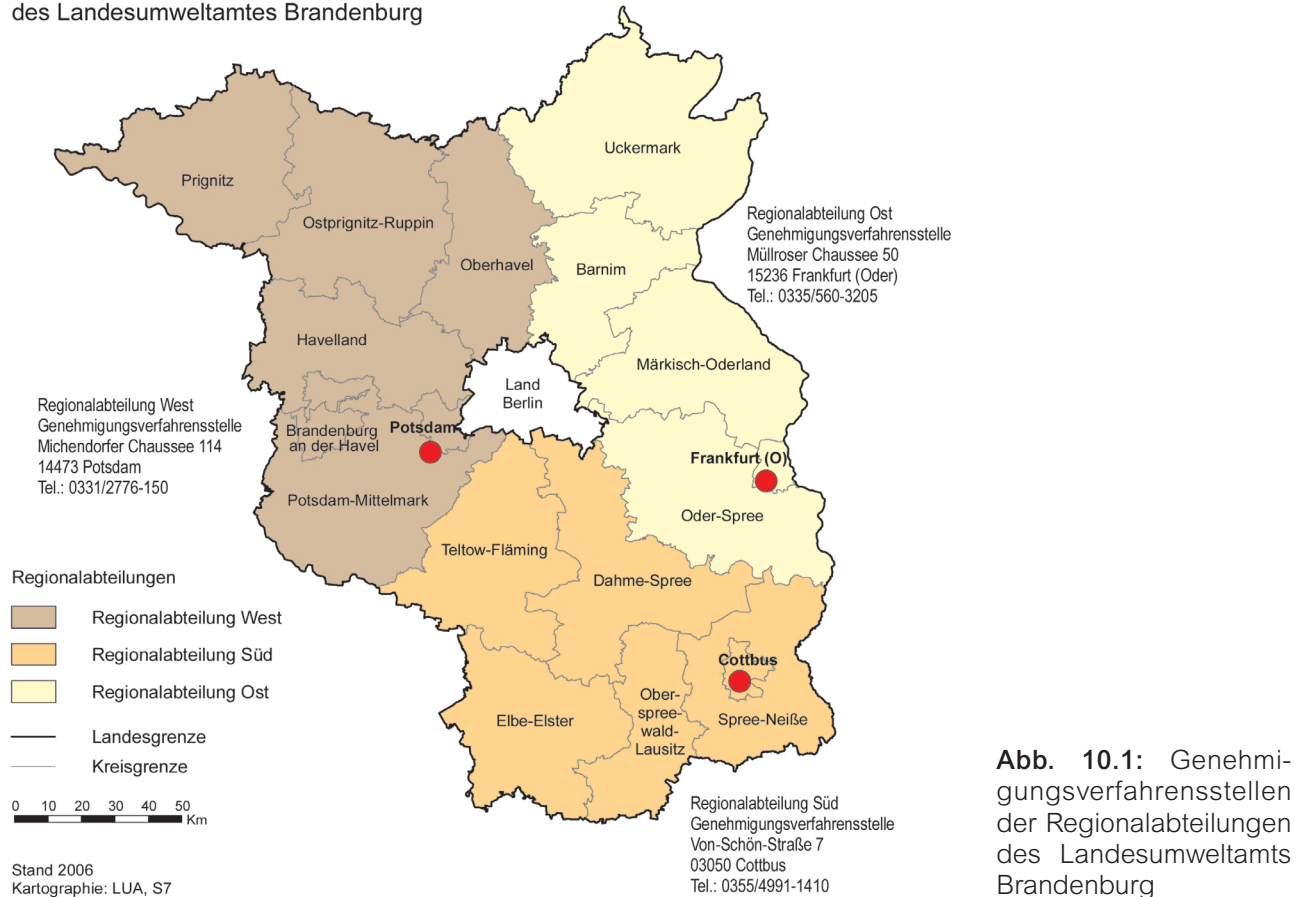 des Landesumweltamtes Brandenburg
Uckermark
Prignitz
Ostprignitz-Ruppin
Oberhavel
Barnim
Regionalabteilung Ost
Genehmigungsverfahrensstelle
Müllroser Chaussee 50
15236 Frankfurt (Oder)
Tel.: 0335/560-3205
Havelland
Märkisch-Oderland
Land
Berlin
Regionalabteilung West
Genehmigungsverfahrensstelle
Michendorfer Chaussee 114
14473 Potsdam
Tel.: 0331/2776-150
Brandenburg
an der Havel
Potsdam
Potsdam-Mittelmark
Frankfurt (O)
Oder-Spree
Teltow-Fläming
Dahme-Spree
Regionalabteilungen
Regionalabteilung West
Regionalabteilung Süd
Regionalabteilung Ost
Landesgrenze
Kreisgrenze
0 10 20 30 40 50
Km
Cottbus
Spree-Neiße
Elbe-Elster
Ober-
spree-
wald-
Lausitz
Regionalabteilung Süd
Genehmigungsverfahrensstelle
Von-Schön-Straße 7
03050 Cottbus
Tel.: 0355/4991-1410
Stand 2006
Kartographie: LUA, S7
Abb. 10.1: Genehmi-
gungsverfahrensstellen
der Regionalabteilungen
des Landesumweltamts
Brandenburg